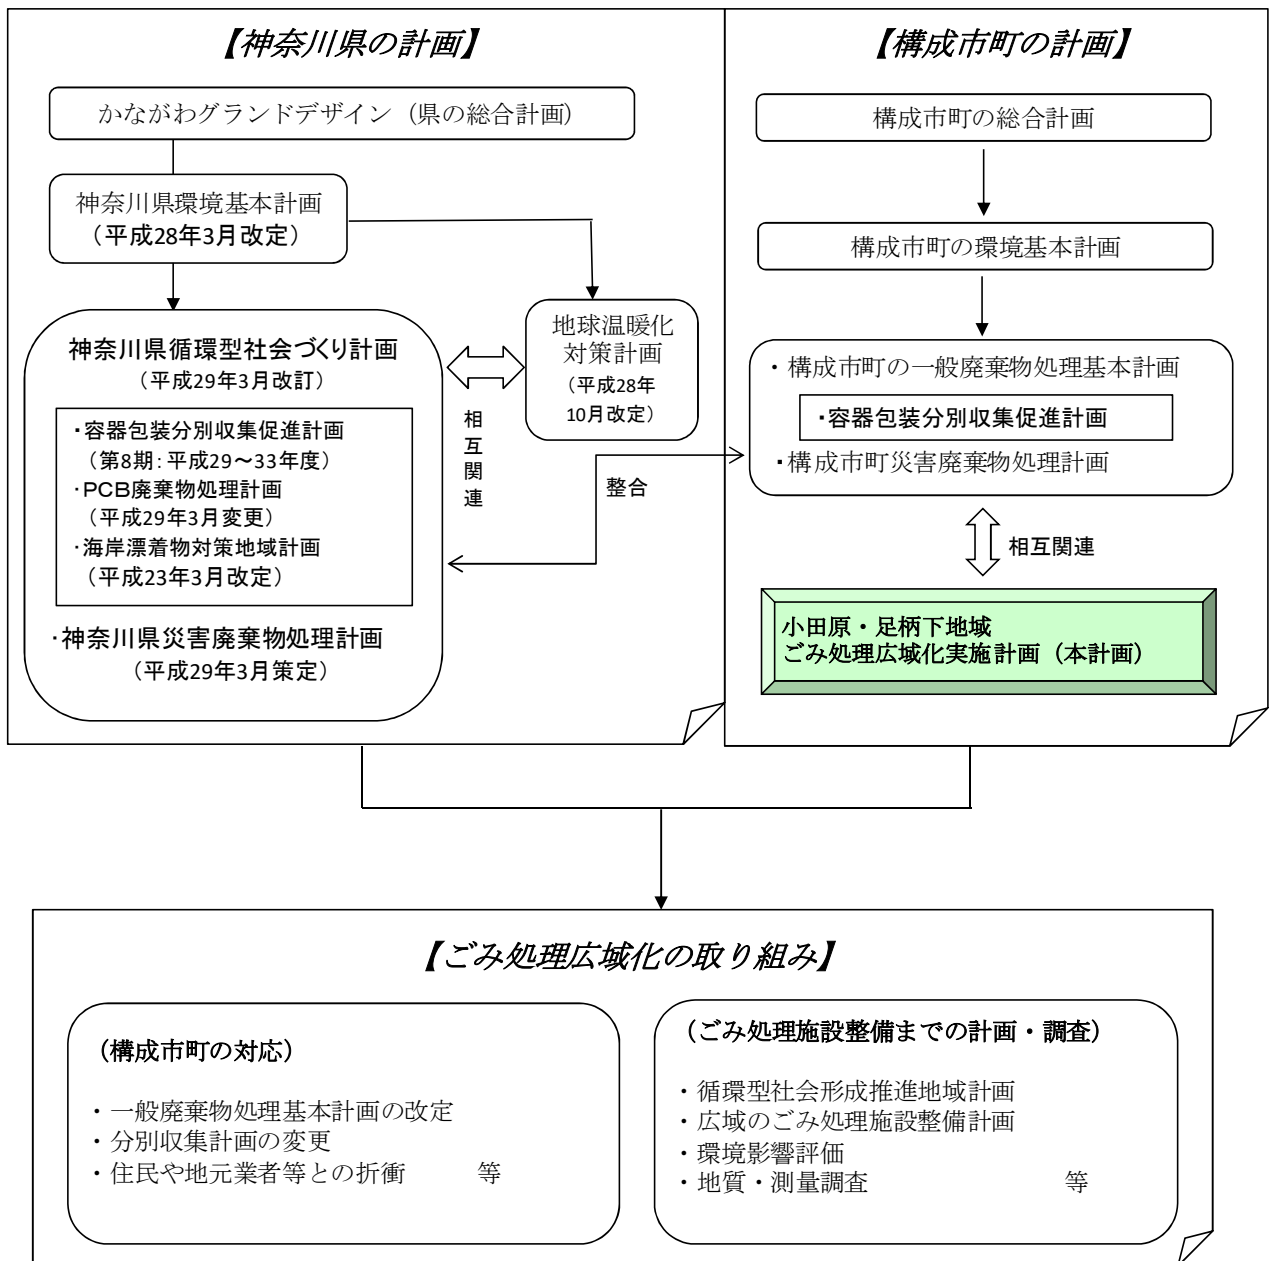 【神奈川県の計画】
かながわグランドデザイン（県の総合計画）
神奈川県環境基本計画
（平成28年3月改定）
神奈川県循環型社会づくり計画
（平成29年3月改訂）
・容器包装分別収集促進計画
（第8期：平成29～33年度）
・PCB廃棄物処理計画
（平成29年3月変更）
・海岸漂着物対策地域計画
（平成23年3月改定）
・神奈川県災害廃棄物処理計画
（平成29年3月策定）
相互関連
地球温暖化
対策計画
（平成28年
10月改定）
整合
【構成市町の計画】
構成市町の総合計画
構成市町の環境基本計画
・構成市町の一般廃棄物処理基本計画
・容器包装分別収集促進計画
・構成市町災害廃棄物処理計画
相互関連
小田原・足柄下地域
ごみ処理広域化実施計画（本計画）
【ごみ処理広域化の取り組み】
（構成市町の対応）
・一般廃棄物処理基本計画の改定
・分別収集計画の変更
・住民や地元業者等との折衝　　　等
（ごみ処理施設整備までの計画・調査）
・循環型社会形成推進地域計画
・広域のごみ処理施設整備計画
・環境影響評価
・地質・測量調査　　　　　　　　等